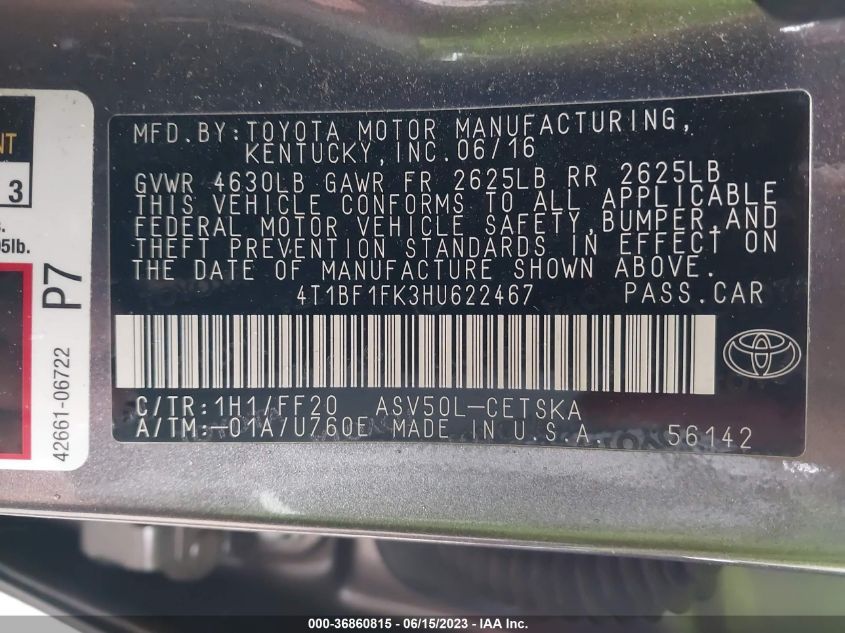 MFD. BY: TOYOTA MOTOR MANUFACTURING,
KENTUCKY, INC. 06/16
GVWR 4630LB GAWR FR 2625LB RR 2625LB
THIS VEHICLE CONFORMS TO ALL APPLICABLE
FEDERAL MOTOR VEHICLE SAFETY, BUMPER, AND
THEFT PREVENTION STANDARDS IN EFFECT ON
THE DATE OF MANUFACTURE SHOWN ABOVE.
4T1BF1FK3HU622467 PASS. CAR
C/TR: 1H1/FF20 ASV50L-CETSKA
A/TM: -01A/U760E MADE IN U.S.A. 56142
3
5lb.
P7
42661-06722
000-36860815 - 06/15/2023 - IAA Inc.